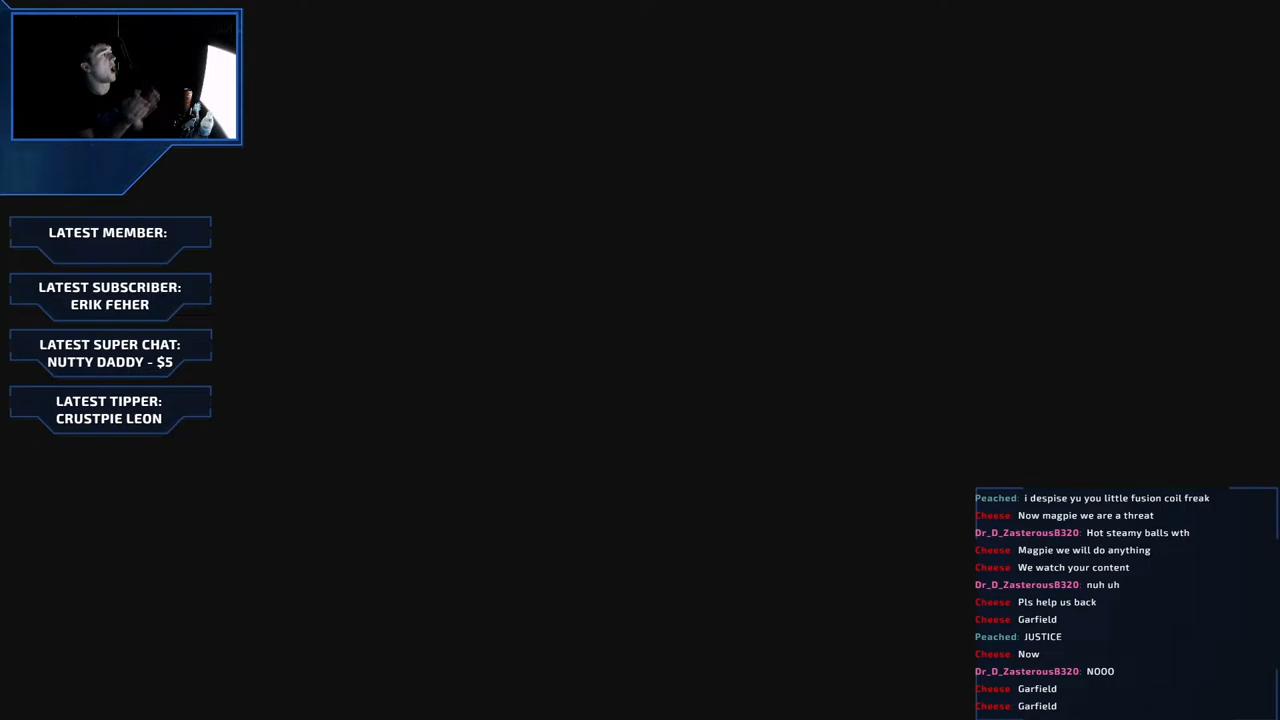 LATEST MEMBER:
LATEST SUBSCRIBER:
ERIK FEHER
LATEST SUPER CHAT:
NUTTY DADDY - $5
LATEST TIPPER:
CRUSTPIE LEON
Peached: i despise yu you little fusion coil freak
Cheese: Now magpie we are a threat
Dr_D_ZasterousB320: Hot steamy balls wth
Cheese: Magpie we will do anything
Cheese: We watch your content
Dr_D_ZasterousB320: nuh uh
Cheese: Pls help us back
Cheese: Garfield
Peached: JUSTICE
Cheese: Now
Dr_D_ZasterousB320: NOOO
Cheese: Garfield
Cheese: Garfield